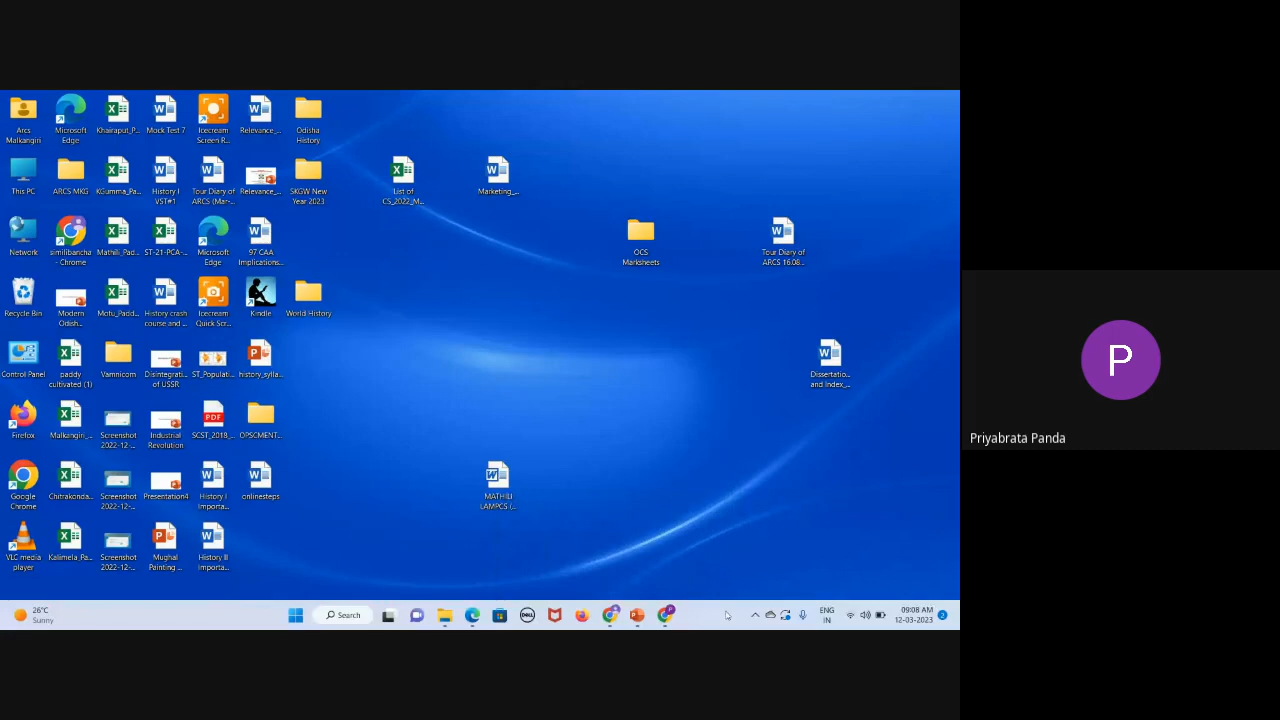 Arcs
Malkangiri
Microsoft
Edge
Khairaput_P...
Mock Test 7
Icecream
Screen R...
Relevance_...
Odisha
History
This PC
ARCS MKG
KGumma_Pa...
History I
VST#1
Tour Diary of
ARCS (Mar-...
Relevance_...
SKGW New
Year 2023
List of
CS_2022_M...
Marketing_...
Network
similibancha
- Chrome
Mathili_Pad...
ST-21-PCA-...
Microsoft
Edge
97 CAA
Implications...
OCS
Marksheets
Tour Diary of
ARCS 16.08...
Recycle Bin
Modern
Odish...
Motu_Padd...
History crash
course and ...
Icecream
Quick Scr...
Kindle
World History
Control Panel
paddy
cultivated (1)
Vamnicom
Disintegrati...
of USSR
ST_Populati...
history_sylla...
Dissertatio...
and Index_...
Firefox
Malkangiri_...
Screenshot
2022-12-...
Industrial
Revolution
PDF
SCST_2018_...
OPSCMENT...
Google
Chrome
Chitrakonda...
Screenshot
2022-12-...
Presentation4
History I
Importa...
onlinesteps
MATHILI
LAMPCS (...
VLC media
player
Kalimela_Pa...
Screenshot
2022-12-...
Mughal
Painting ...
History II
Importa...
P
Priyabrata Panda
26°C
Sunny
Search
DELL
ENG
IN
09:08 AM
12-03-2023